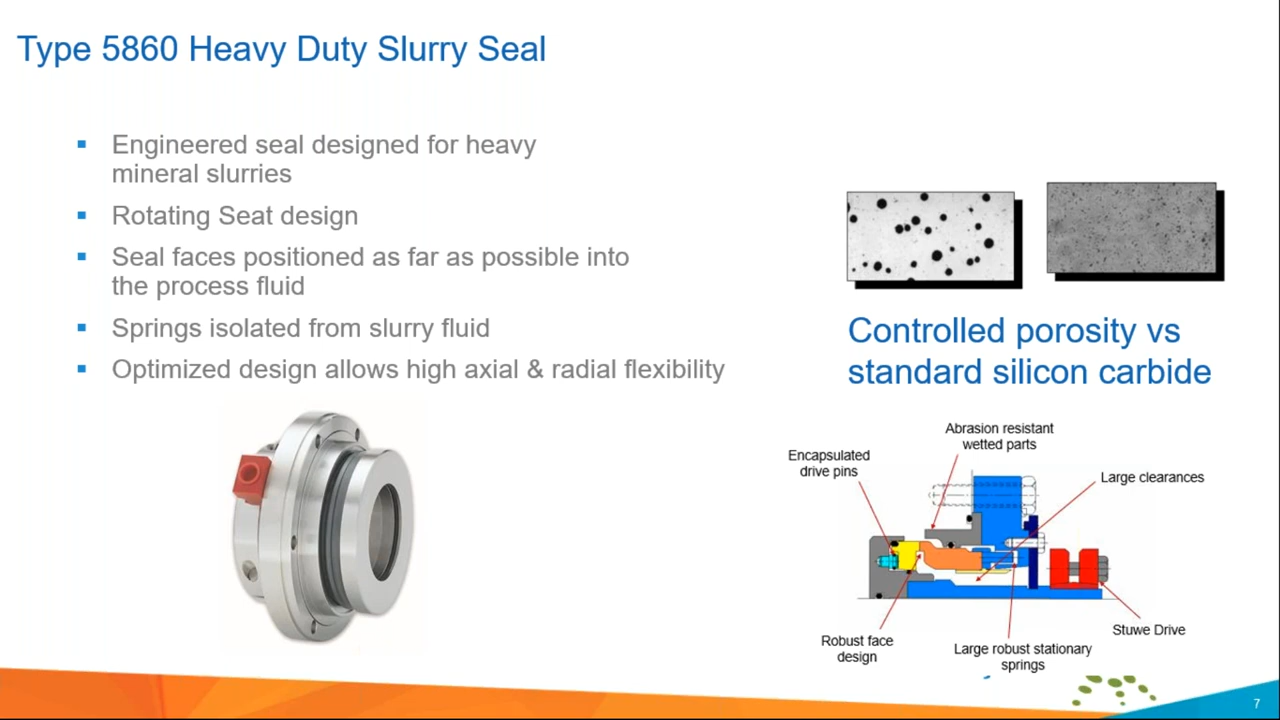 Type 5860 Heavy Duty Slurry Seal
Engineered seal designed for heavy
mineral slurries
Rotating Seat design
Seal faces positioned as far as possible into
the process fluid
Springs isolated from slurry fluid
Optimized design allows high axial & radial flexibility
Controlled porosity vs
standard silicon carbide
Abrasion resistant
wetted parts
Encapsulated
drive pins
Large clearances
Robust face
design
Large robust stationary
springs
Stuwe Drive
7